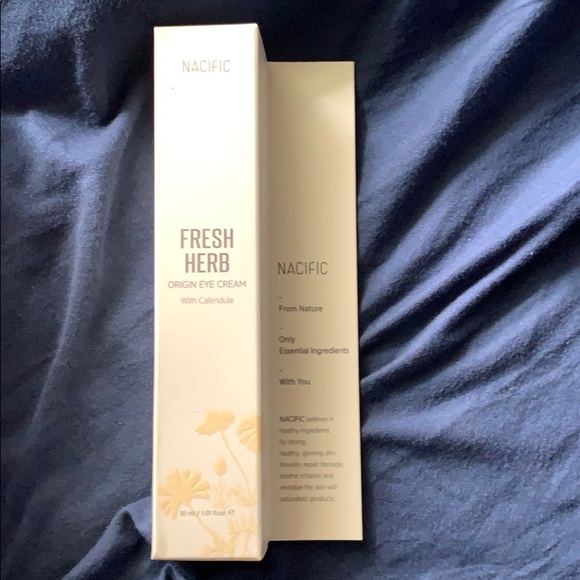 NACIFIC
FRESH
HERB
ORIGIN EYE CREAM
With Calendula
30 ml / 1.01 fl.oz. ℮
NACIFIC
-
From Nature
-
Only
Essential Ingredients
-
With You
NACIFIC believes in
healthy ingredients
for strong,
healthy, glowing skin.
Nourish, repair damage,
soothe irritation and
revitalize the skin with
naturalistic products.